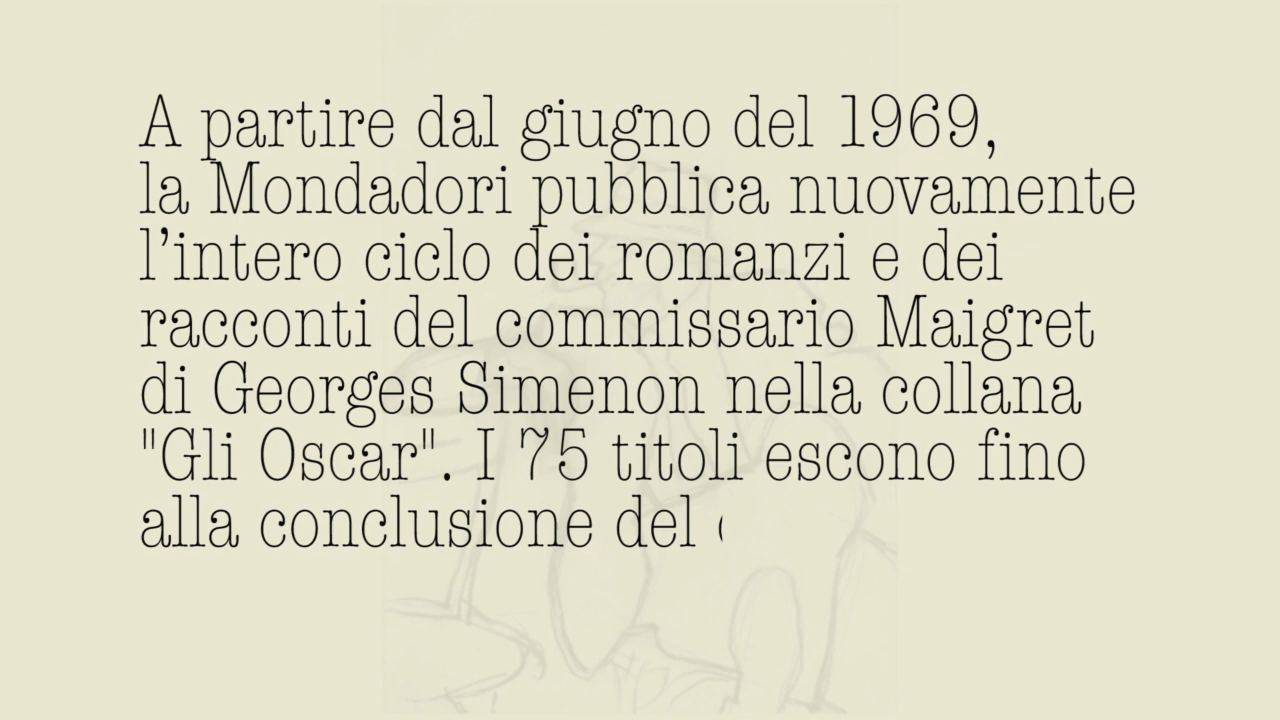 A partire dal giugno del 1969,
la Mondadori pubblica nuovamente
l’intero ciclo dei romanzi e dei
racconti del commissario Maigret
di Georges Simenon nella collana
"Gli Oscar". I 75 titoli escono fino
alla conclusione del